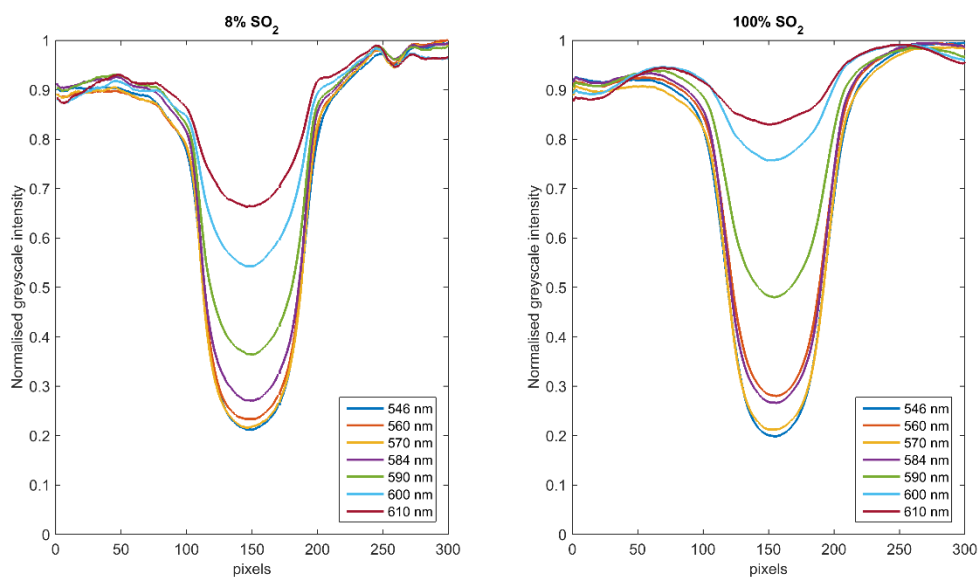 8% SO2
Normalised greyscale intensity
1
0.9
0.8
0.7
0.6
0.5
0.4
0.3
0.2
0.1
0
0 50 100 150 200 250 300
pixels
546 nm
560 nm
570 nm
584 nm
590 nm
600 nm
610 nm
100% SO2
Normalised greyscale intensity
1
0.9
0.8
0.7
0.6
0.5
0.4
0.3
0.2
0.1
0
0 50 100 150 200 250 300
pixels
546 nm
560 nm
570 nm
584 nm
590 nm
600 nm
610 nm